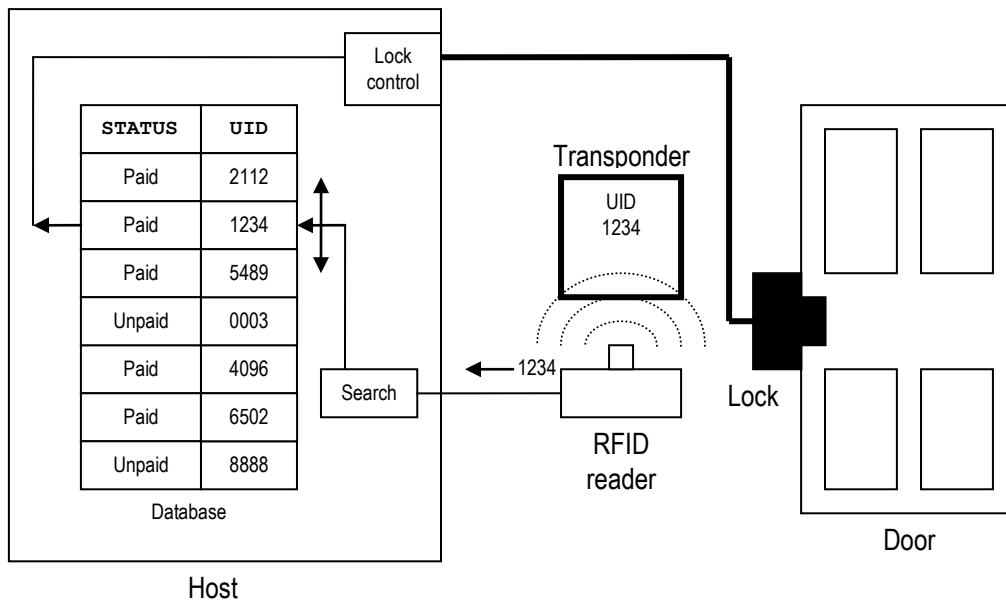 Lock
control
STATUS UID
Paid 2112
Paid 1234
Paid 5489
Unpaid 0003
Paid 4096
Paid 6502
Unpaid 8888
Database
Search
Host
Transponder
UID
1234
1234
RFID
reader
Lock
Door